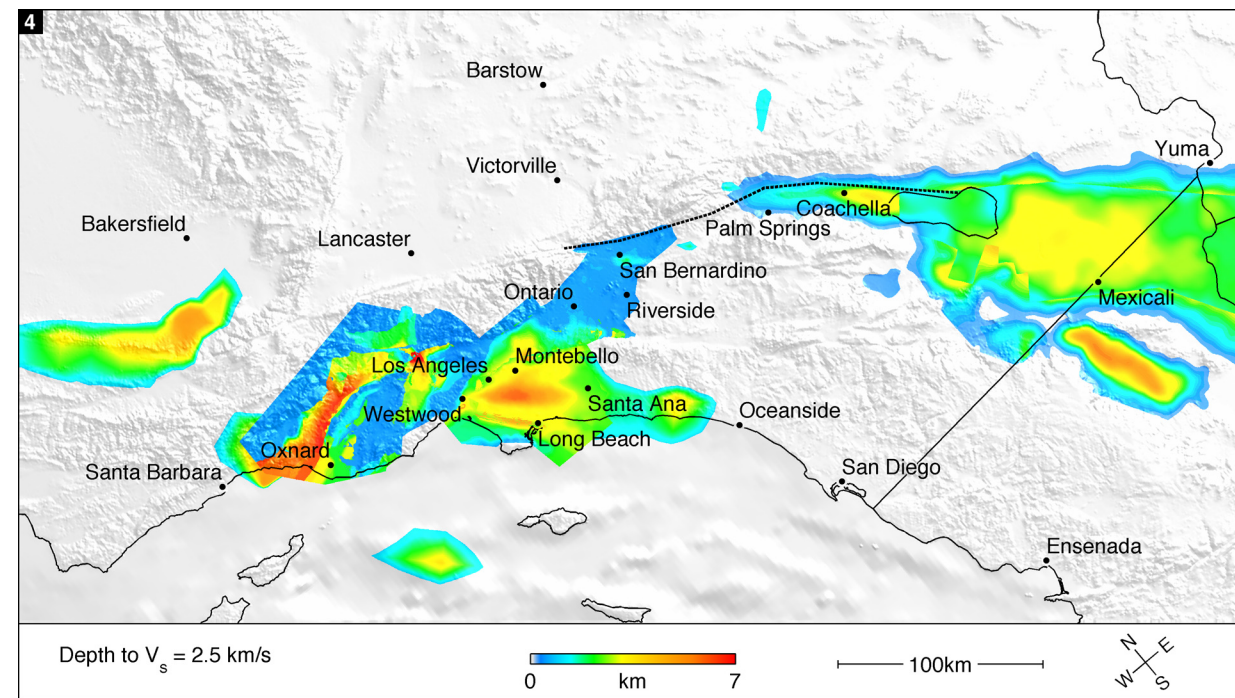 4
Barstow
Yuma
Victorville
Coachella
Bakersfield
Palm Springs
Lancaster
San Bernardino
Ontario
Mexicali
Riverside
Montebello
Los Angeles
Santa Ana
Westwood
Oceanside
Long Beach
Oxnard
San Diego
Santa Barbara
Ensenada
Depth to Vs = 2.5 km/s
0 km 7
100km
N E
W S